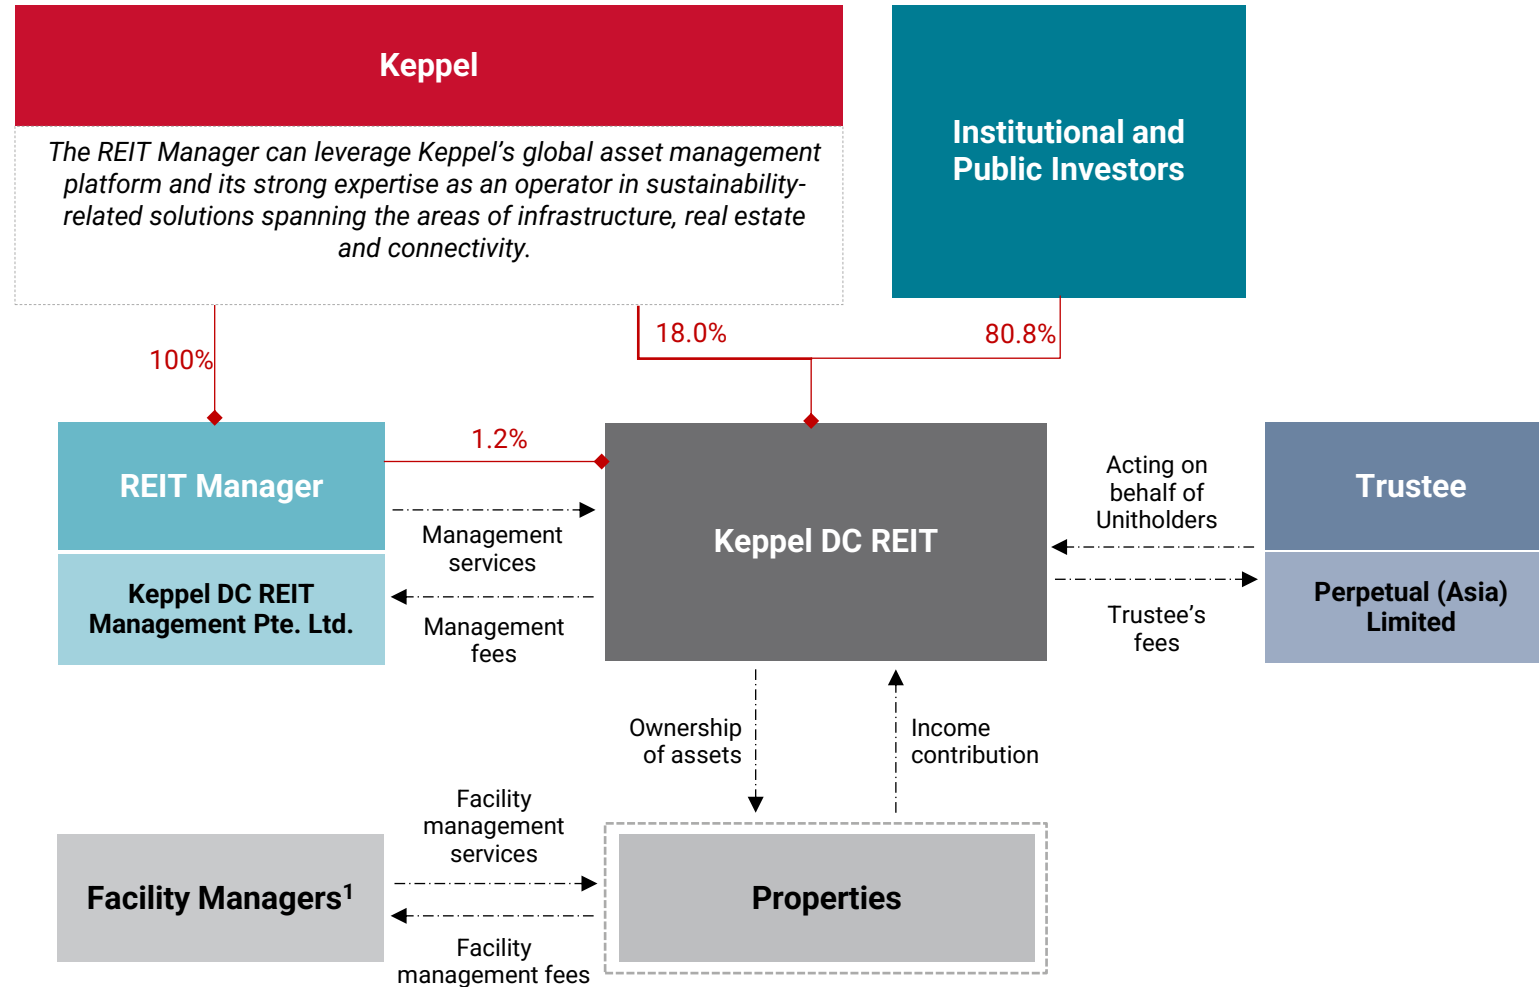 Keppel
The REIT Manager can leverage Keppel’s global asset management
platform and its strong expertise as an operator in sustainability-
related solutions spanning the areas of infrastructure, real estate
and connectivity.
Institutional and
Public Investors
100%
18.0%
80.8%
REIT Manager
Keppel DC REIT
Management Pte. Ltd.
1.2%
Management
services
Management
fees
Keppel DC REIT
Acting on
behalf of
Unitholders
Trustee’s
fees
Trustee
Perpetual (Asia)
Limited
Ownership
of assets
Income
contribution
Facility Managers¹
Facility
management
services
Facility
management fees
Properties